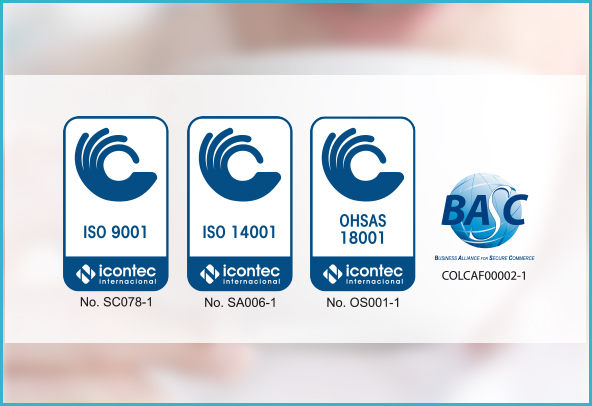 ISO 9001
icontec
internacional
No. SC078-1
ISO 14001
icontec
internacional
No. SA006-1
OHSAS
18001
icontec
internacional
No. OS001-1
BASC
BUSINESS ALLIANCE FOR SECURE COMMERCE
COLCAF00002-1